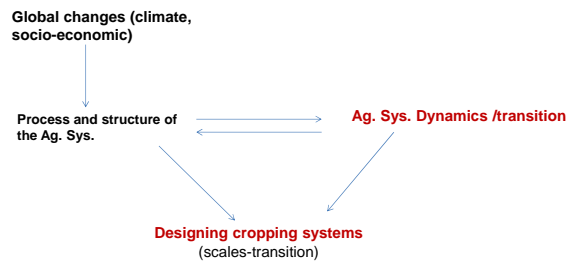 Global changes (climate,
socio-economic)
Process and structure of
the Ag. Sys.
Ag. Sys. Dynamics /transition
Designing cropping systems
(scales-transition)